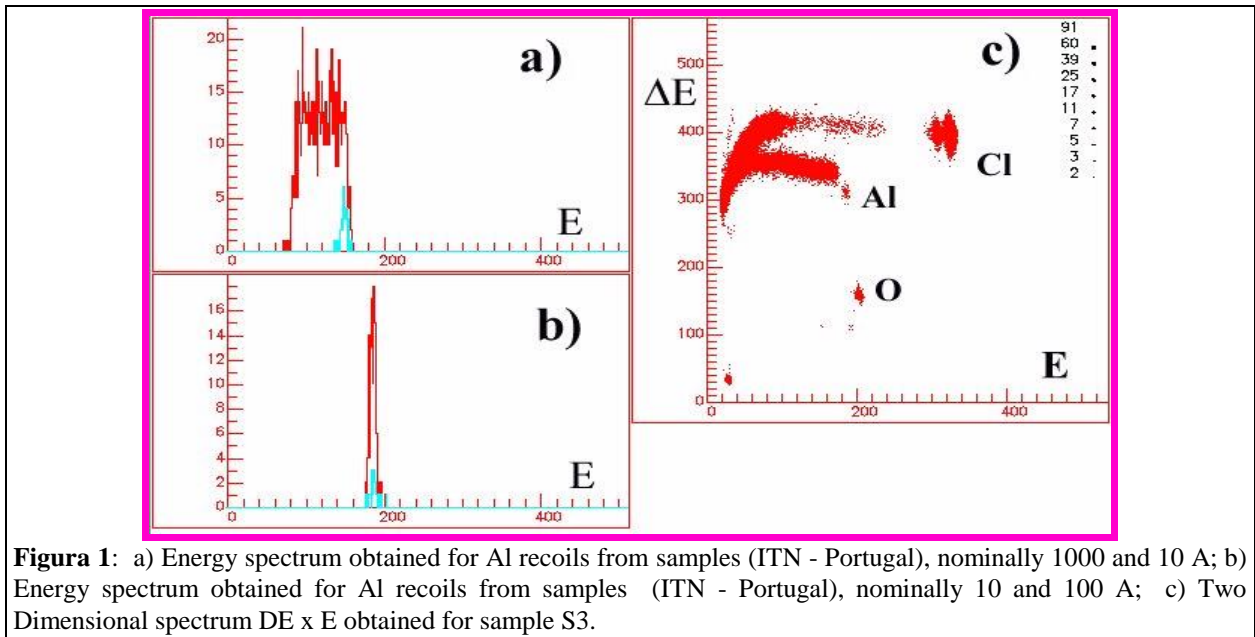 20
a)
15
10
5
E
0
0 200 400
16
b)
14
12
10
8
6
4
E
2
0
0 200 400
c)
91
60
39
25
17
11
7
5
3
2
500
ΔE
400
Cl
300
Al
200
O
100
E
0
0 200 400
Figura 1: a) Energy spectrum obtained for Al recoils from samples (ITN - Portugal), nominally 1000 and 10 A; b)
Energy spectrum obtained for Al recoils from samples (ITN - Portugal), nominally 10 and 100 A; c) Two
Dimensional spectrum DE x E obtained for sample S3.